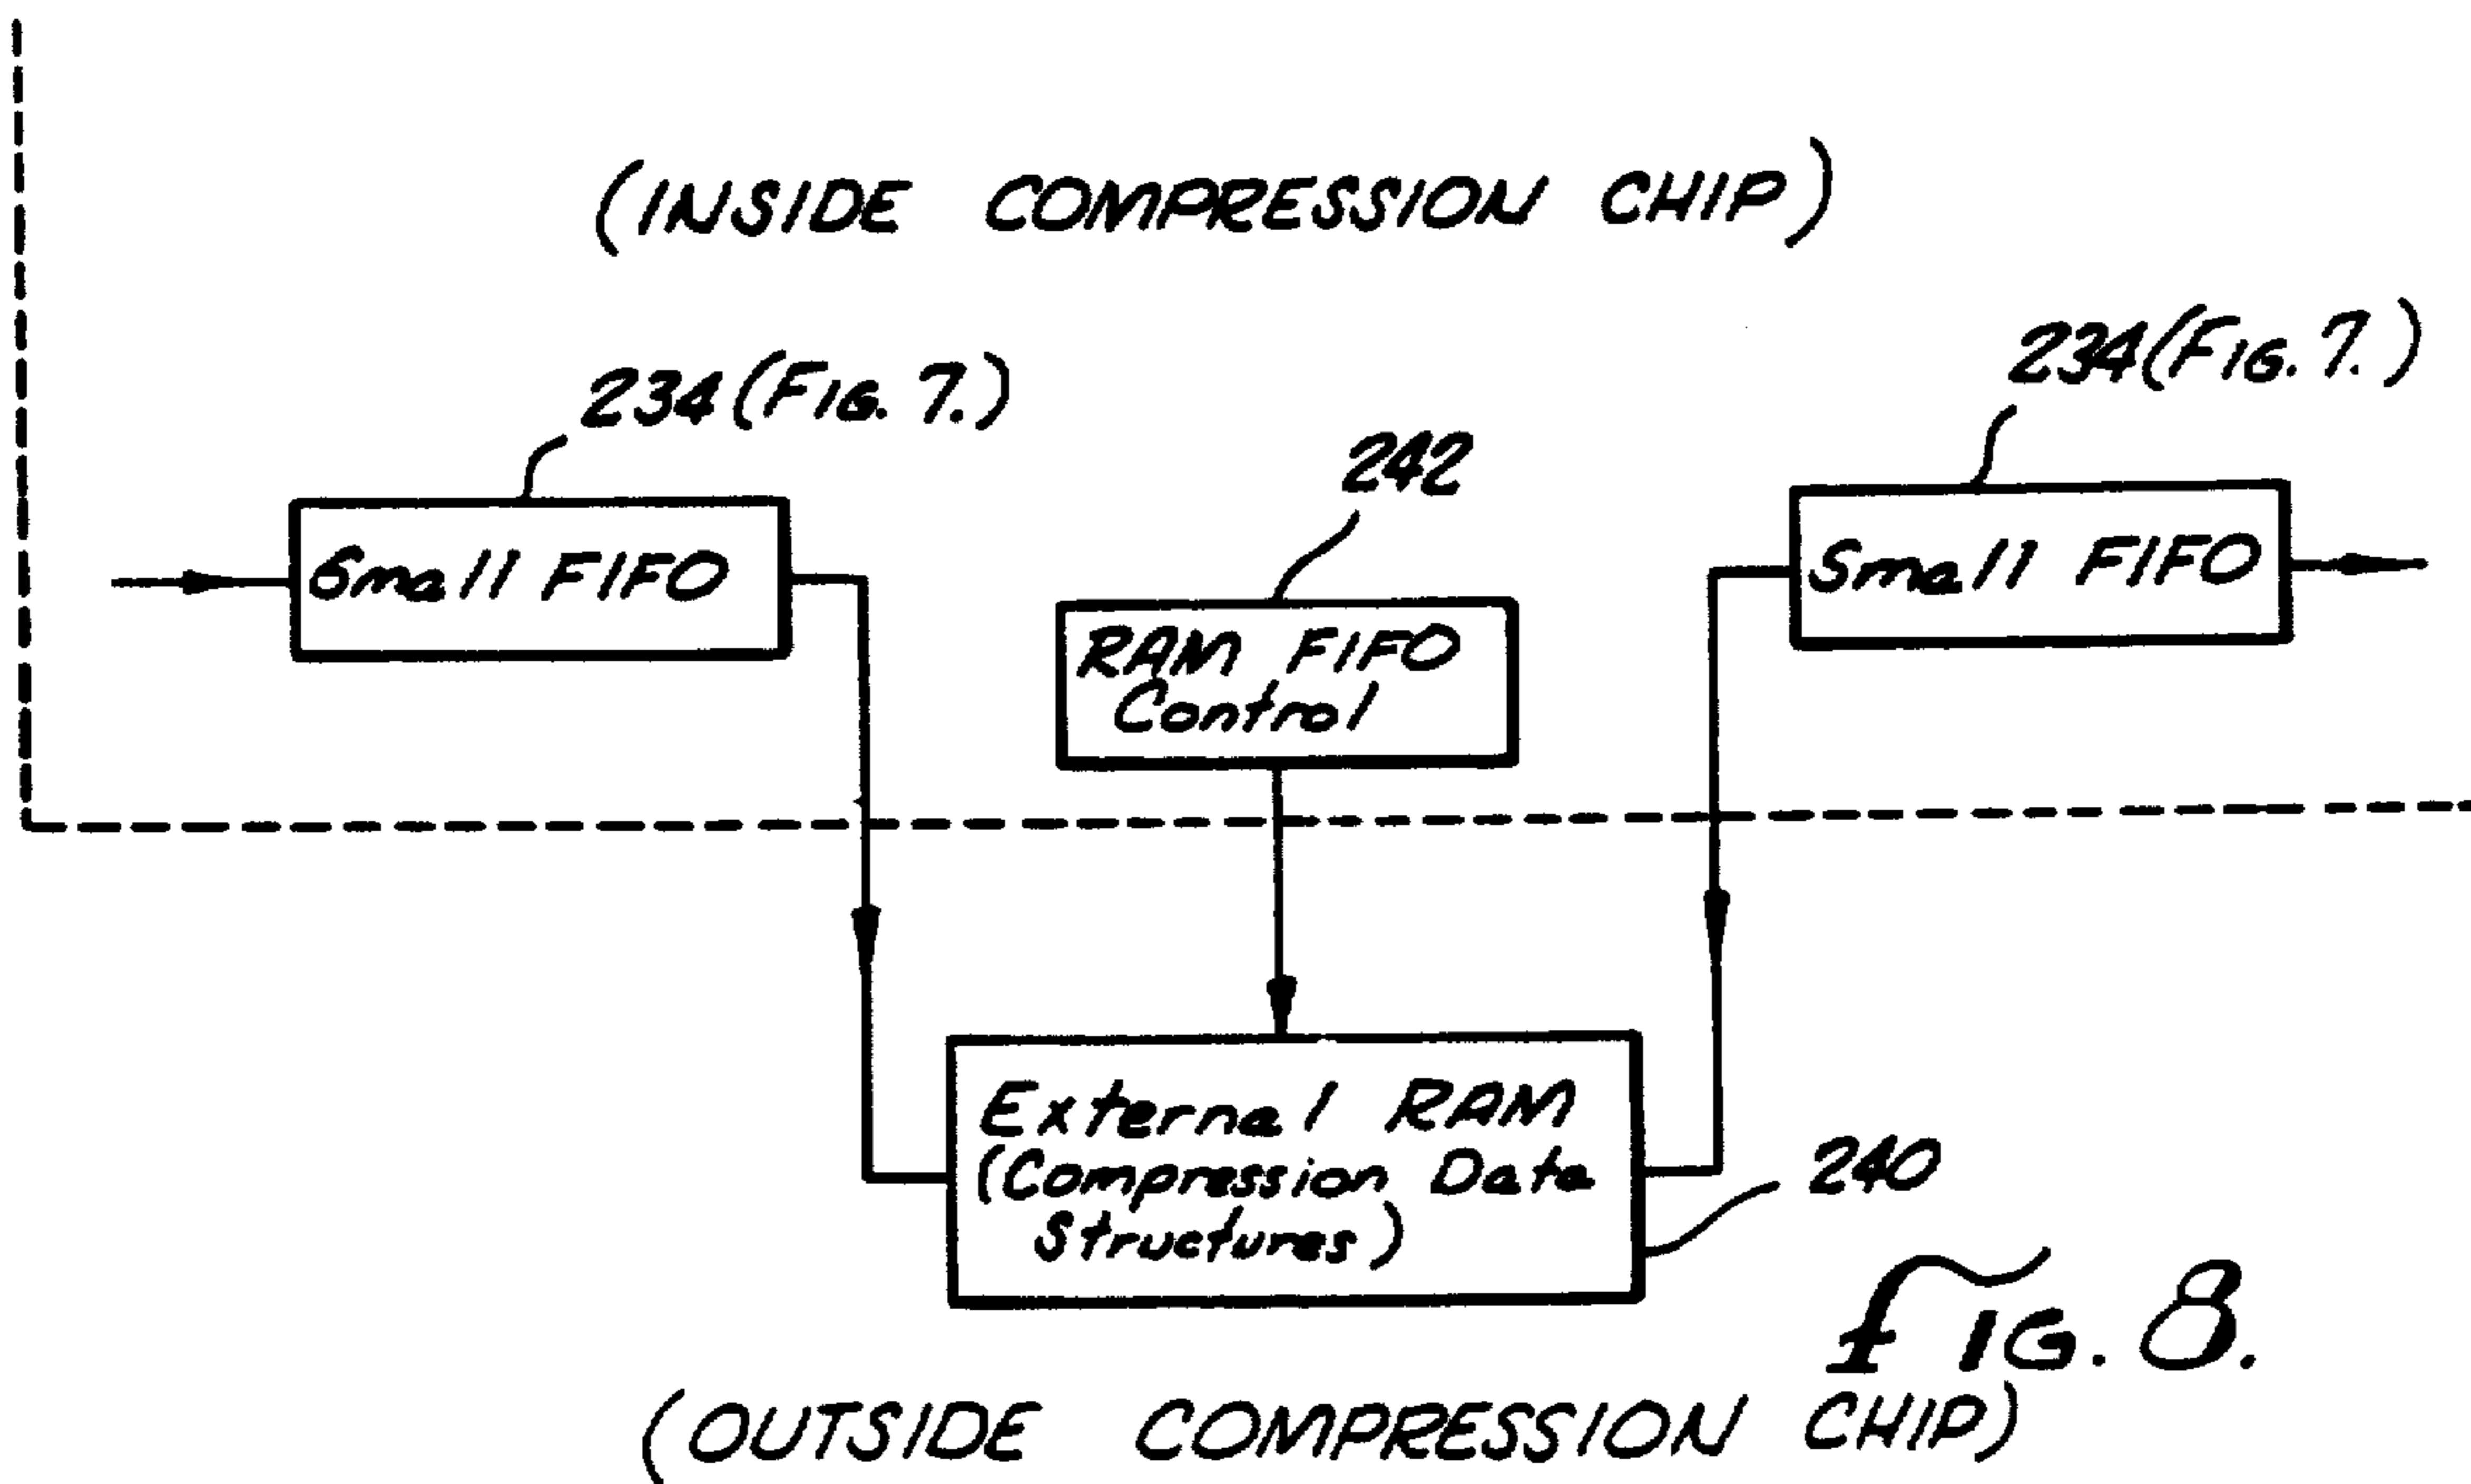 (INSIDE COMPRESSION CHIP)
234 (FIG. 7.)
234 (FIG. 7.)
242
Small FIFO
Small FIFO
RAM FIFO
Control
External RAM
(Compression Data
Structures)
240
FIG. 8.
(OUTSIDE COMPRESSION CHIP)